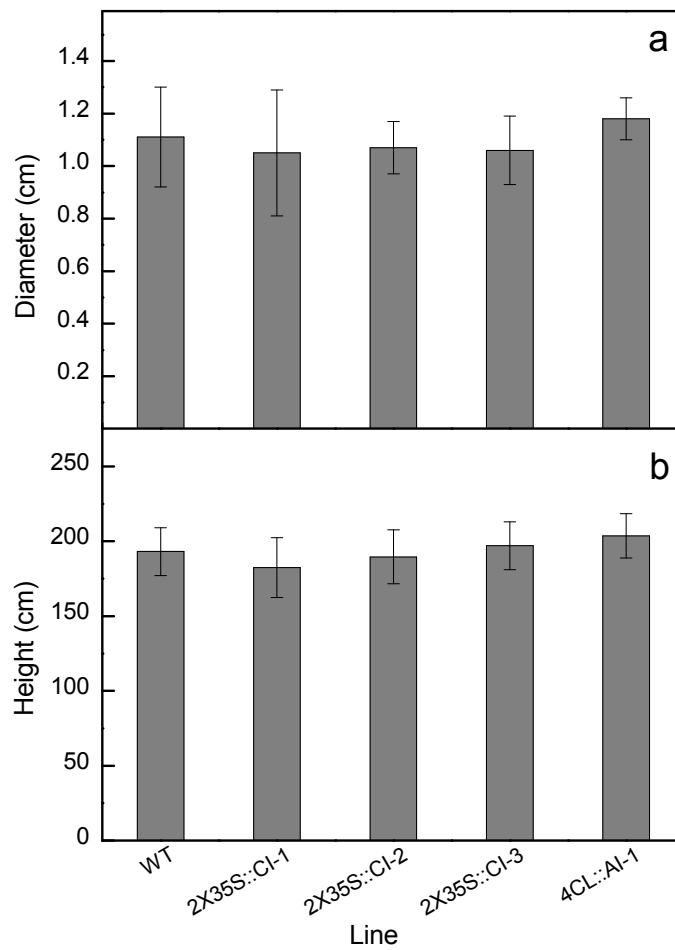 a
1.4
1.2
1.0
0.8
0.6
0.4
0.2
Diameter (cm)
b
250
200
150
100
50
0
Height (cm)
WT
2X35S::CI-1
2X35S::CI-2
2X35S::CI-3
4CL::AI-1
Line